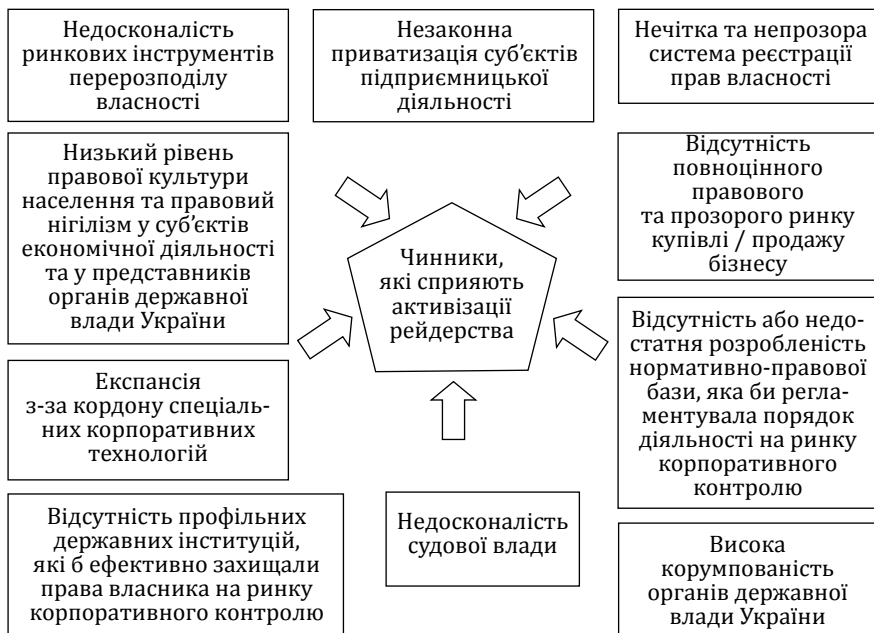 Недосконалість
ринкових інструментів
перерозподілу
власності
Незаконна
приватизація суб’єктів
підприємницької
діяльності
Нечітка та непрозора
система реєстрації
прав власності
Низький рівень
правової культури
населення та правовий
нігілізм у суб’єктів
економічної діяльності
та у представників
органів державної
влади України
Чинники,
які сприяють
активізації
рейдерства
Відсутність
повноцінного
правового
та прозорого ринку
купівлі / продажу
бізнесу
Експансія
з-за кордону спеціаль-
них корпоративних
технологій
Відсутність або недо-
статня розробленість
нормативно-правової
бази, яка би регла-
ментувала порядок
діяльності на ринку
корпоративного
контролю
Відсутність профільних
державних інституцій,
які б ефективно захищали
права власника на ринку
корпоративного контролю
Недосконалість
судової влади
Висока
корумпованість
органів державної
влади України